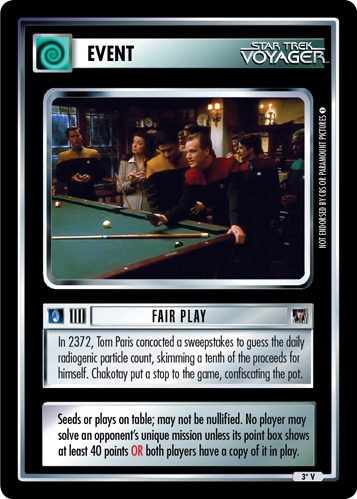 EVENT
STAR TREK
VOYAGER
NOT ENDORSED BY CBS OR PARAMOUNT PICTURES
FAIR PLAY
In 2372, Tom Paris concocted a sweepstakes to guess the daily
radiogenic particle count, skimming a tenth of the proceeds for
himself. Chakotay put a stop to the game, confiscating the pot.
Seeds or plays on table; may not be nullified. No player may
solve an opponent's unique mission unless its point box shows
at least 40 points OR both players have a copy of it in play.
3* V